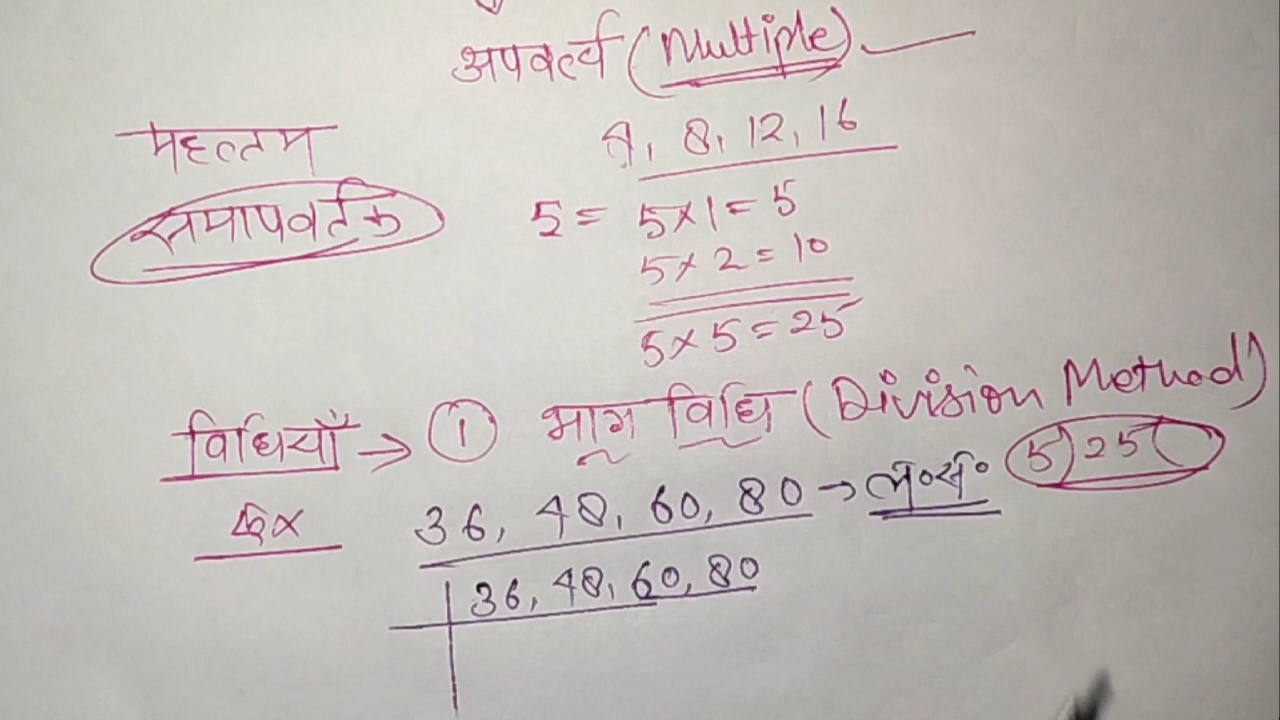 अपवर्त्य (Multiple)
4, 8, 12, 16
महत्तम
समापवर्तक
5 = 5×1 = 5
5×2 = 10
5×5 = 25
विधियाँ → ① भाग विधि (Division Method)
5)25(
36, 48, 60, 80 → ल०स०
36, 48, 60, 80